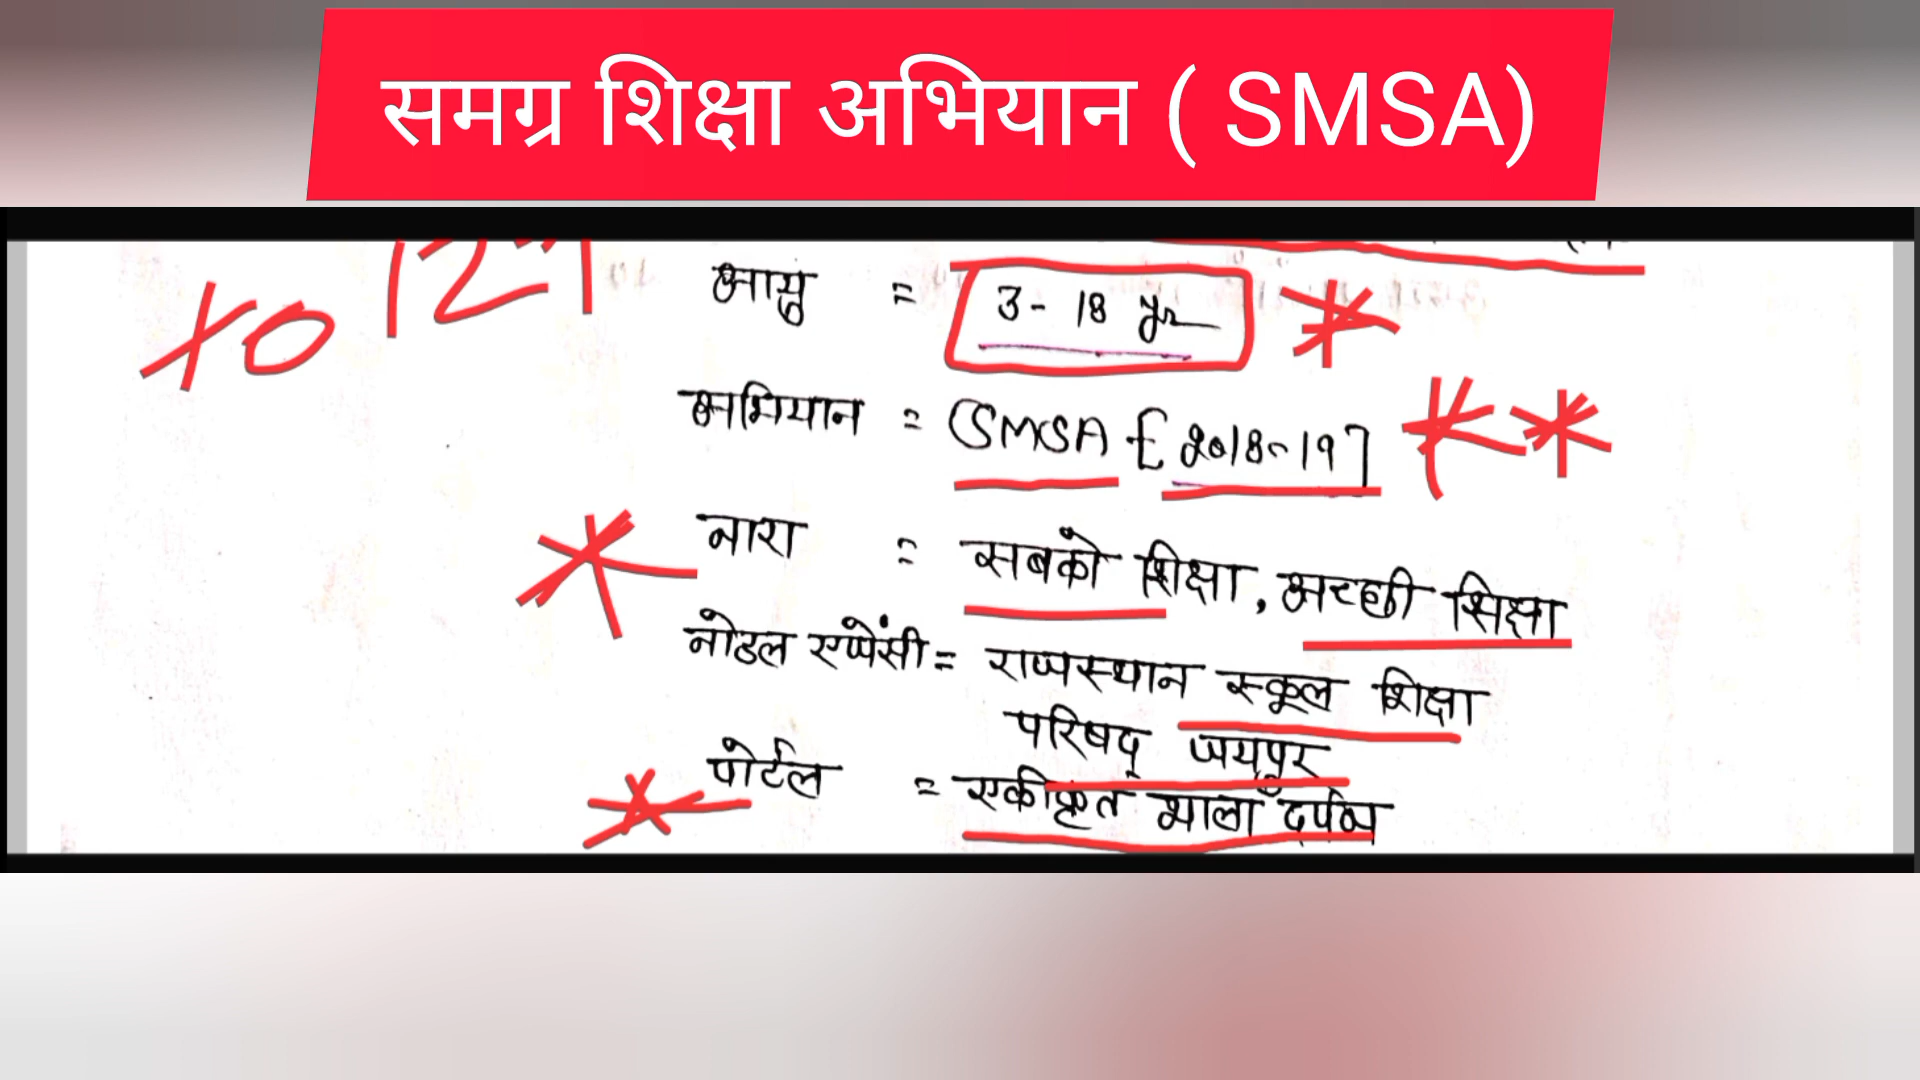 समग्र शिक्षा अभियान ( SMSA)
आयु = 3 - 18 yr
अभियान = SMSA [2018-19]
नारा = सबको शिक्षा, अच्छी शिक्षा
नोडल एजेंसी = राजस्थान स्कूल शिक्षा
परिषद् जयपुर
पोर्टल = एकीकृत शाला दर्पण